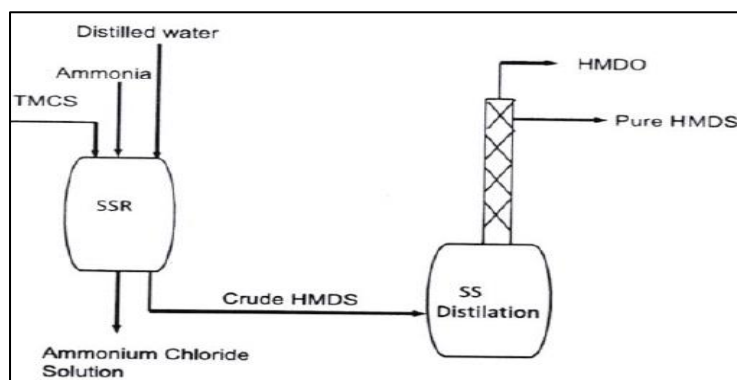 Distilled water
Ammonia
TMCS
SSR
Crude HMDS
Ammonium Chloride
Solution
HMDO
Pure HMDS
SS
Distilation